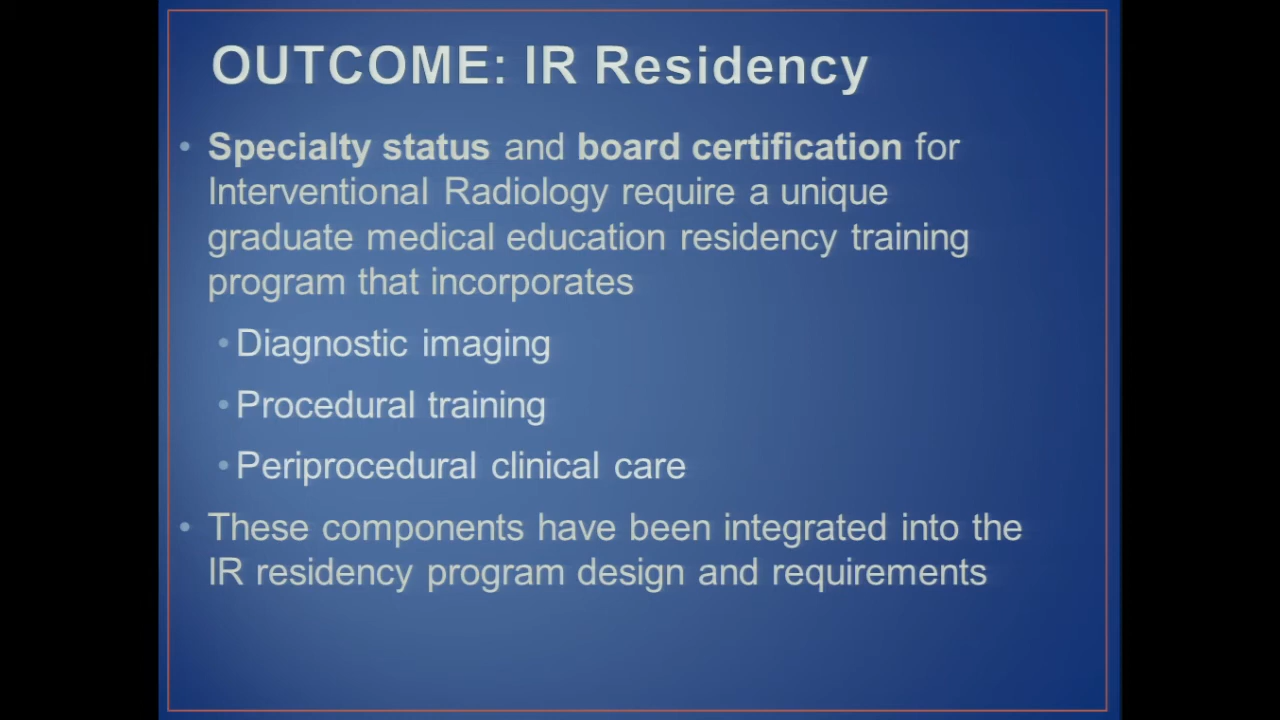 OUTCOME: IR Residency
• Specialty status and board certification for
Interventional Radiology require a unique
graduate medical education residency training
program that incorporates
• Diagnostic imaging
• Procedural training
• Periprocedural clinical care
• These components have been integrated into the
IR residency program design and requirements